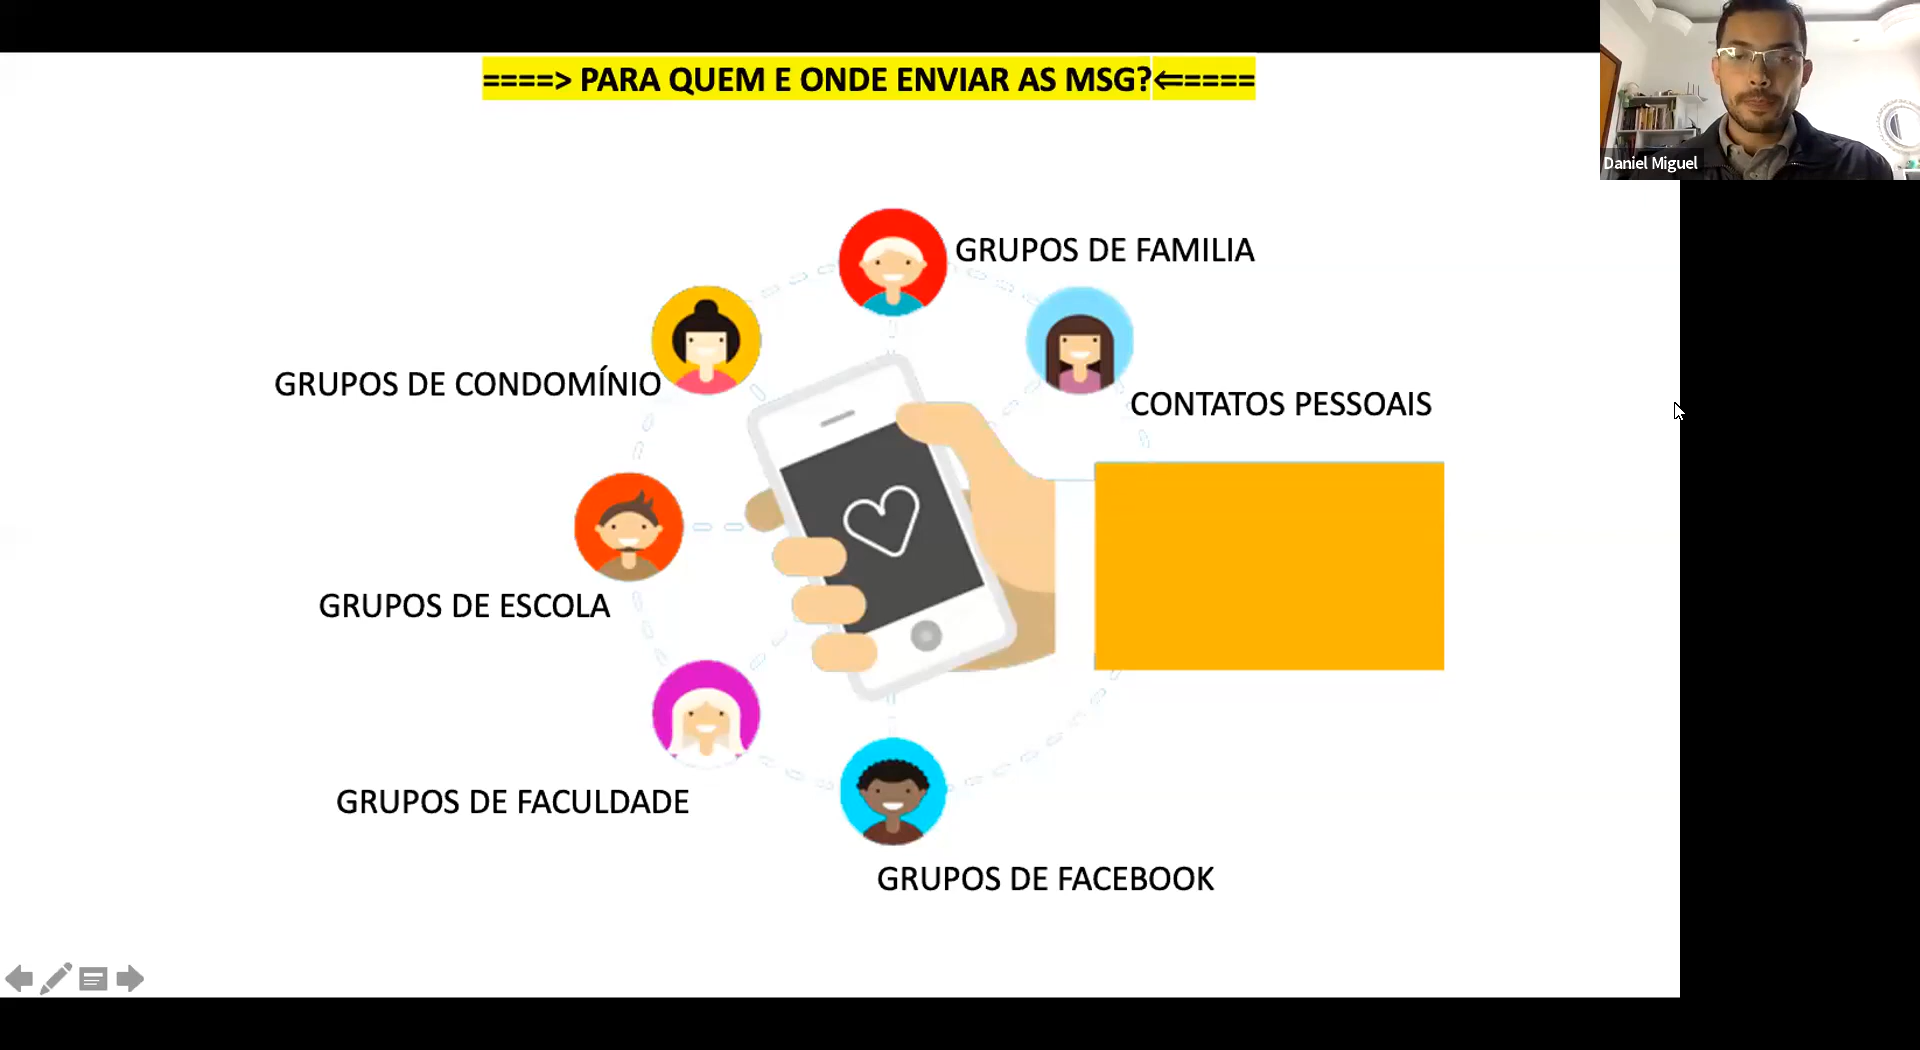 ====> PARA QUEM E ONDE ENVIAR AS MSG?⇐====
Daniel Miguel
GRUPOS DE FAMILIA
GRUPOS DE CONDOMÍNIO
CONTATOS PESSOAIS
GRUPOS DE ESCOLA
GRUPOS DE FACULDADE
GRUPOS DE FACEBOOK